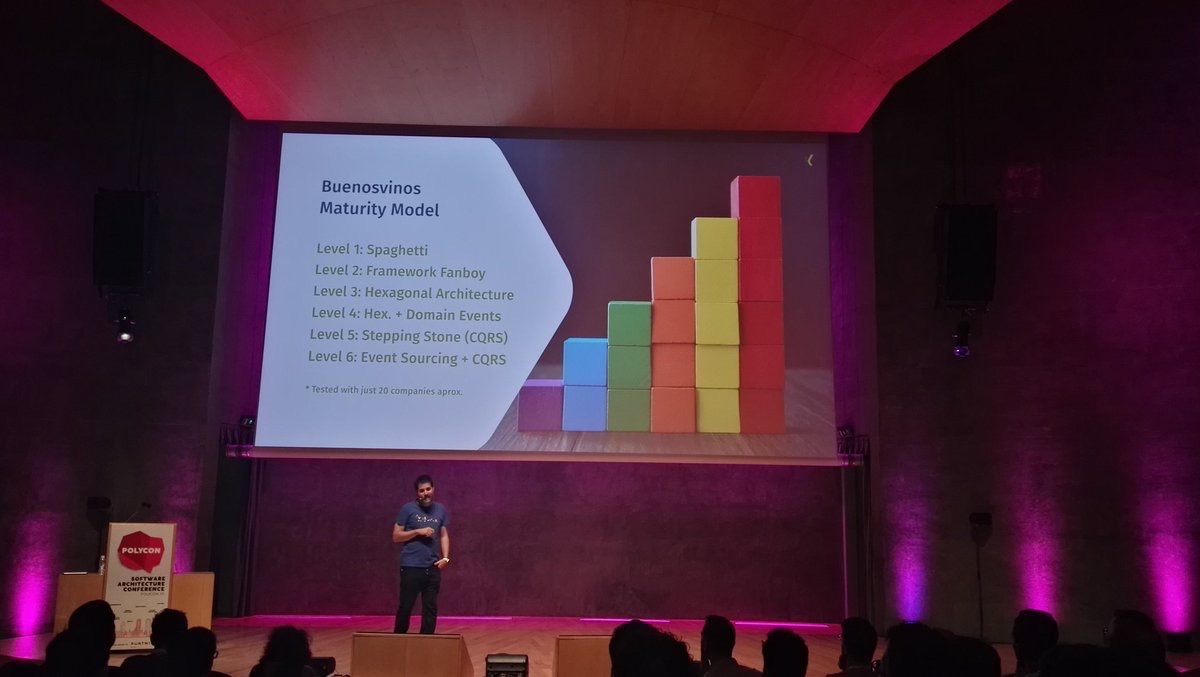 Buenosvinos
Maturity Model
Level 1: Spaghetti
Level 2: Framework Fanboy
Level 3: Hexagonal Architecture
Level 4: Hex. + Domain Events
Level 5: Stepping Stone (CQRS)
Level 6: Event Sourcing + CQRS
* Tested with just 20 companies aprox.
POLYCON
SOFTWARE
ARCHITECTURE
CONFERENCE